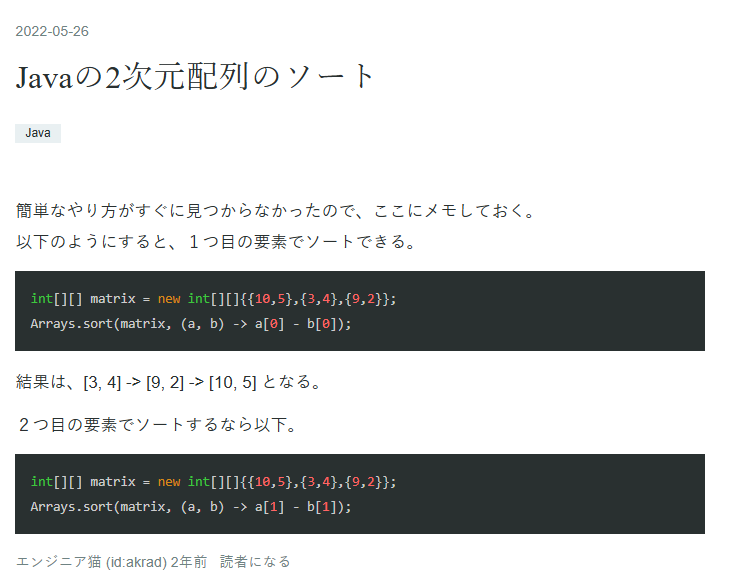 2022-05-26
Javaの2次元配列のソート
Java
簡単なやり方がすぐに見つからなかったので、ここにメモしておく。
以下のようにすると、１つ目の要素でソートできる。
int[][] matrix = new int[][]{{10,5},{3,4},{9,2}};
Arrays.sort(matrix, (a, b) -> a[0] - b[0]);
結果は、[3, 4] -> [9, 2] -> [10, 5] となる。
２つ目の要素でソートするなら以下。
int[][] matrix = new int[][]{{10,5},{3,4},{9,2}};
Arrays.sort(matrix, (a, b) -> a[1] - b[1]);
エンジニア猫 (id:akrad) 2年前 読者になる